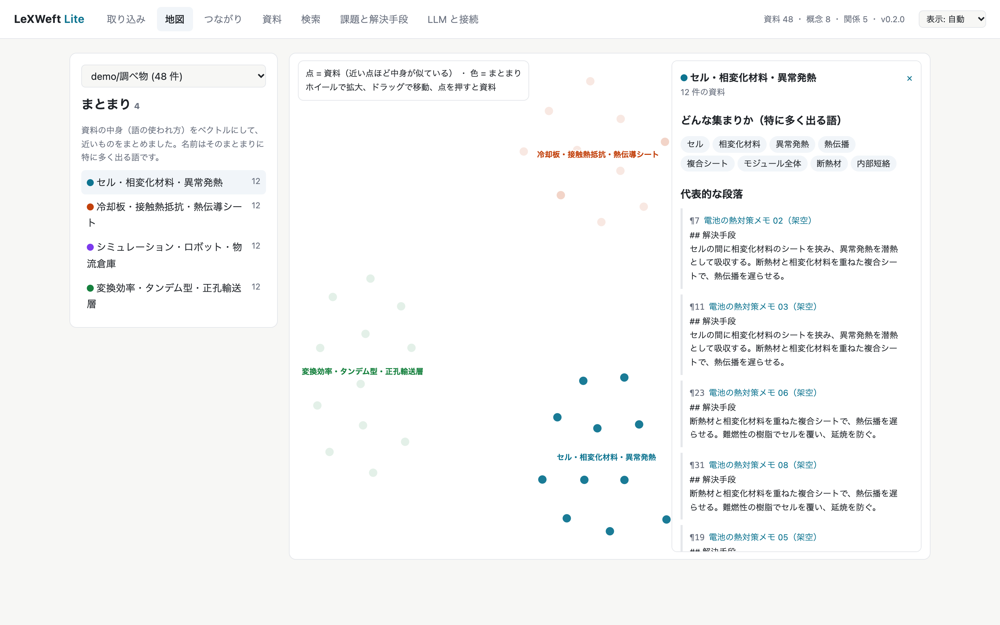 LeXWeft Lite
取り込み
地図
つながり
資料
検索
課題と解決手段
LLM と接続
資料 48 ・ 概念 8 ・ 関係 5 ・ v0.2.0
表示: 自動
demo/調べ物 (48 件)
まとまり 4
資料の中身（語の使われ方）をベクトルにして、
近いものをまとめました。名前はそのまとまりに
特に多く出る語です。
セル・相変化材料・異常発熱 12
冷却板・接触熱抵抗・熱伝導シー 12
ト
シミュレーション・ロボット・物 12
流倉庫
変換効率・タンデム型・正孔輸送 12
層
点 = 資料（近い点ほど中身が似ている） ・ 色 = まとまり
ホイールで拡大、ドラッグで移動、点を押すと資料
冷却板・接触熱抵抗・熱伝導シート
変換効率・タンデム型・正孔輸送層
セル・相変化材料・異常発熱
セル・相変化材料・異常発熱
×
12 件の資料
どんな集まりか（特に多く出る語）
セル 相変化材料 異常発熱 熱伝播
複合シート モジュール全体 断熱材 内部短絡
代表的な段落
¶7 電池の熱対策メモ 02（架空）
## 解決手段
セルの間に相変化材料のシートを挟み、異常発熱を潜熱
として吸収する。断熱材と相変化材料を重ねた複合シー
トで、熱伝播を遅らせる。
¶11 電池の熱対策メモ 03（架空）
## 解決手段
セルの間に相変化材料のシートを挟み、異常発熱を潜熱
として吸収する。断熱材と相変化材料を重ねた複合シー
トで、熱伝播を遅らせる。
¶23 電池の熱対策メモ 06（架空）
## 解決手段
断熱材と相変化材料を重ねた複合シートで、熱伝播を遅
らせる。難燃性の樹脂でセルを覆い、延焼を防ぐ。
¶31 電池の熱対策メモ 08（架空）
## 解決手段
断熱材と相変化材料を重ねた複合シートで、熱伝播を遅
らせる。難燃性の樹脂でセルを覆い、延焼を防ぐ。
¶19 電池の熱対策メモ 05（架空）
## 解決手段